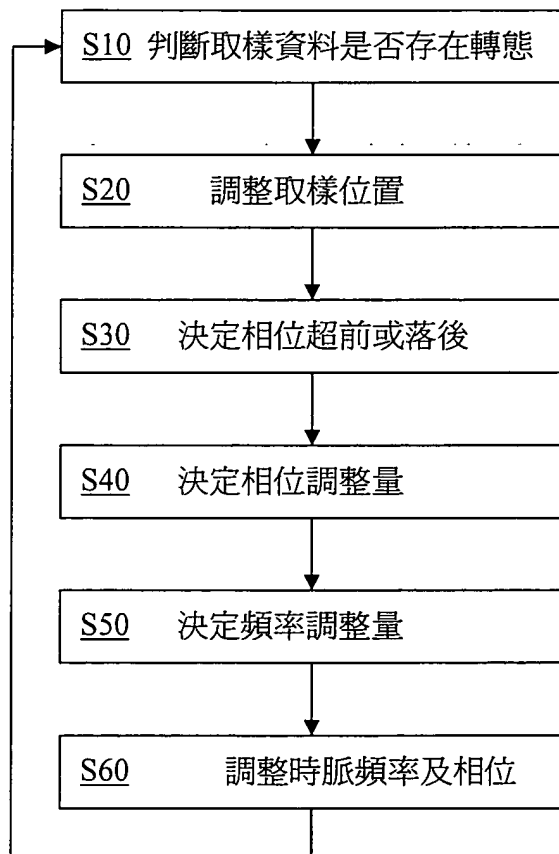 S10 判斷取樣資料是否存在轉態
S20 調整取樣位置
S30 決定相位超前或落後
S40 決定相位調整量
S50 決定頻率調整量
S60 調整時脈頻率及相位